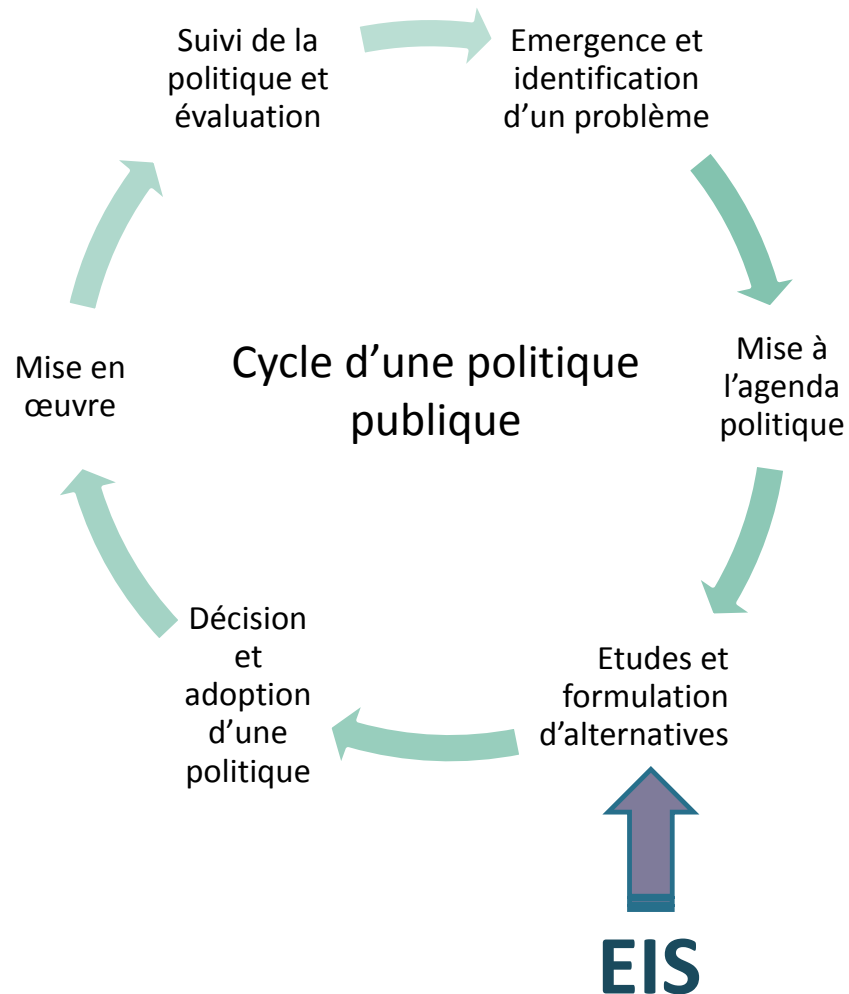 Suivi de la
politique et
évaluation
Emergence et
identification
d’un problème
Mise à
l’agenda
politique
Etudes et
formulation
d’alternatives
Décision
et
adoption
d’une
politique
Mise en
œuvre
Cycle d’une politique
publique
EIS